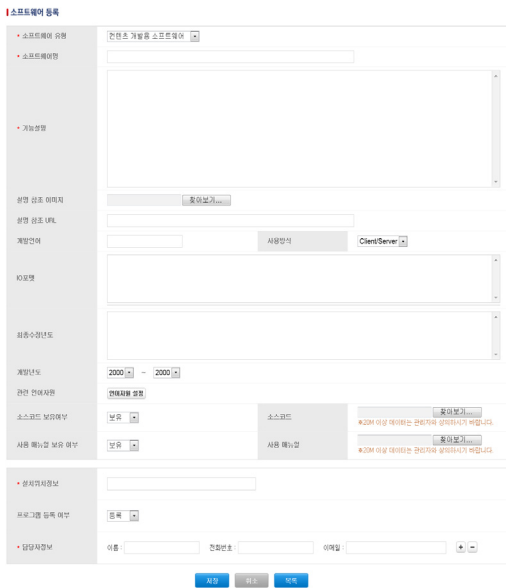 소프트웨어 등록
소프트웨어 유형
컨텐츠 개발용 소프트웨어
소프트웨어명
기능설명
설명 참조 이미지
찾아보기...
설명 참조 URL
개발언어
사용방식
Client/Server
IO포맷
최종수정년도
개발년도
2000 ~ 2000
관련 언어자원
언어자원 설정
소스코드 보유여부
보유
소스코드
찾아보기...
※20M 이상 데이터는 관리자와 상의하시기 바랍니다.
사용 메뉴얼 보유 여부
보유
사용 메뉴얼
찾아보기...
※20M 이상 데이터는 관리자와 상의하시기 바랍니다.
설치위치정보
프로그램 등록 여부
등록
담당자정보
이름 : 전화번호 : 이메일 : + −
저장 취소 목록